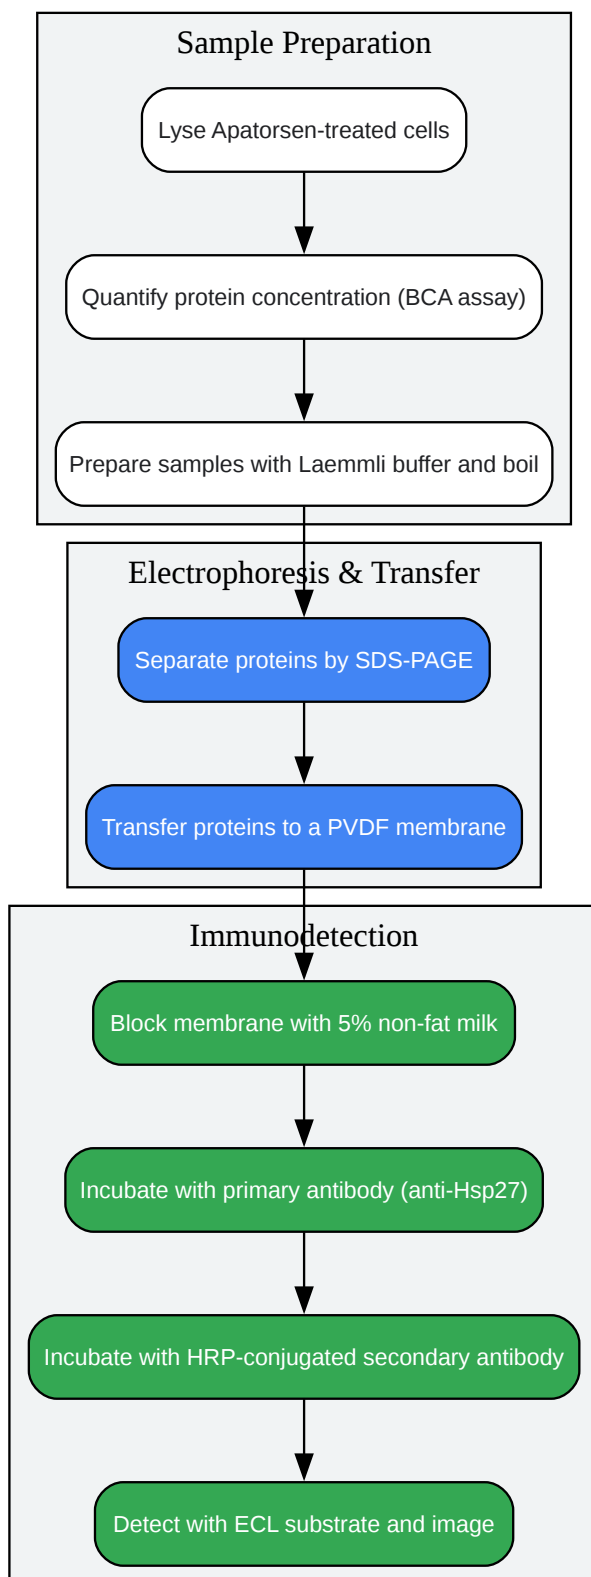 Sample Preparation
Lyse Apatorsen-treated cells
Quantify protein concentration (BCA assay)
Prepare samples with Laemmli buffer and boil
Electrophoresis & Transfer
Separate proteins by SDS-PAGE
Transfer proteins to a PVDF membrane
Immunodetection
Block membrane with 5% non-fat milk
Incubate with primary antibody (anti-Hsp27)
Incubate with HRP-conjugated secondary antibody
Detect with ECL substrate and image